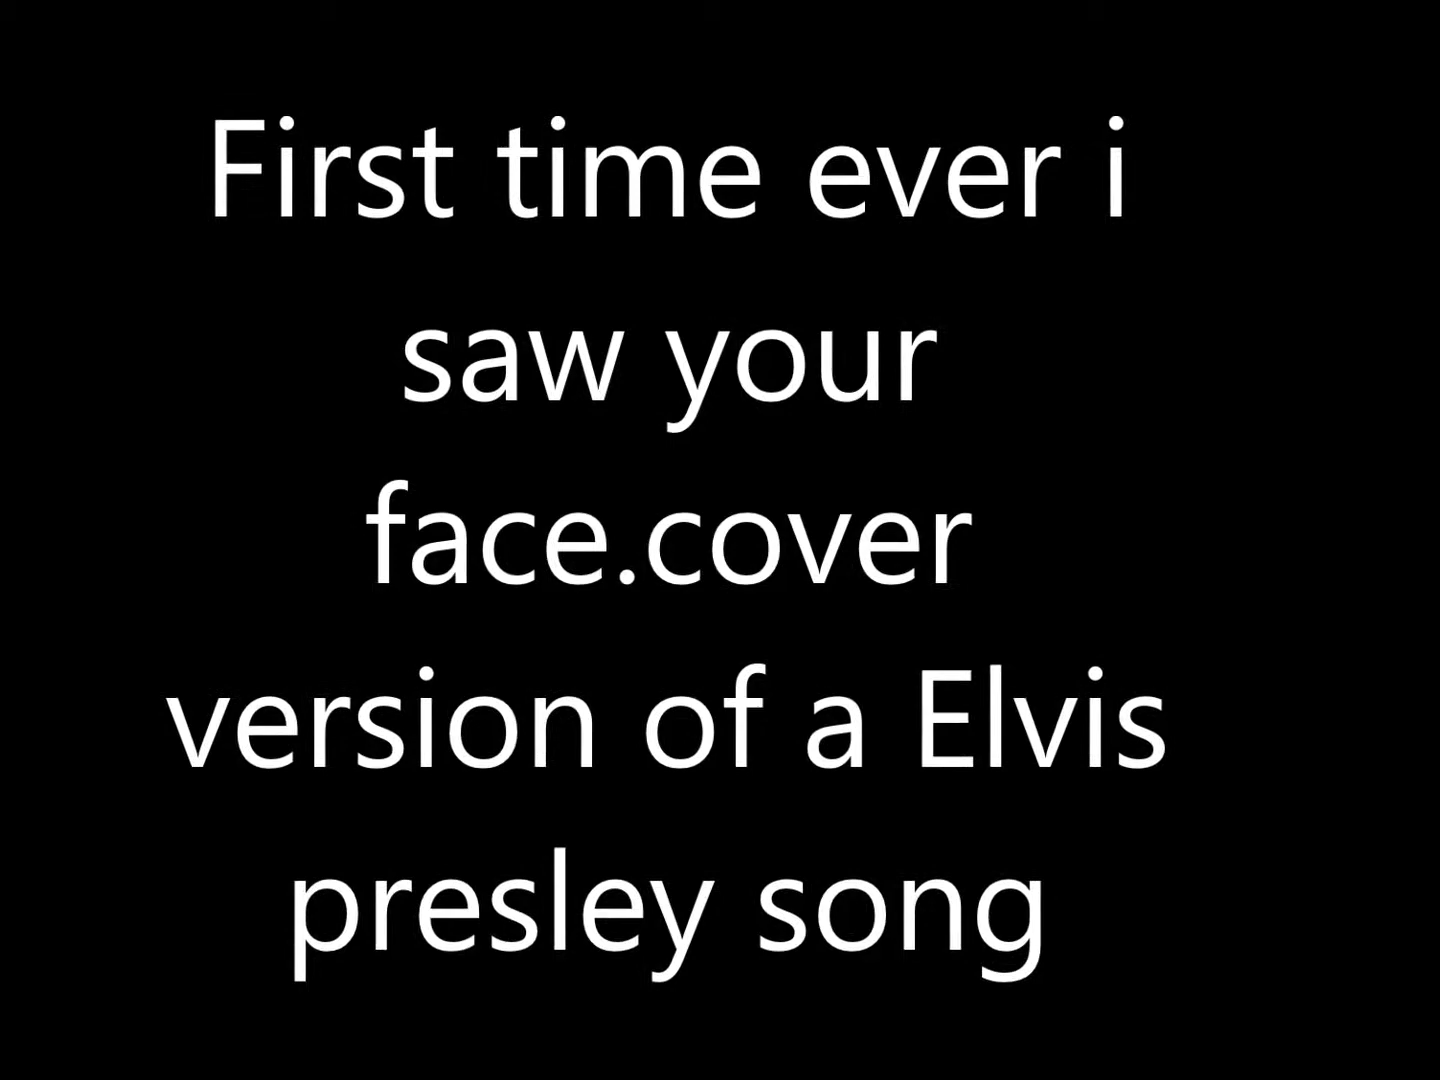 First time ever i
saw your
face.cover
version of a Elvis
presley song